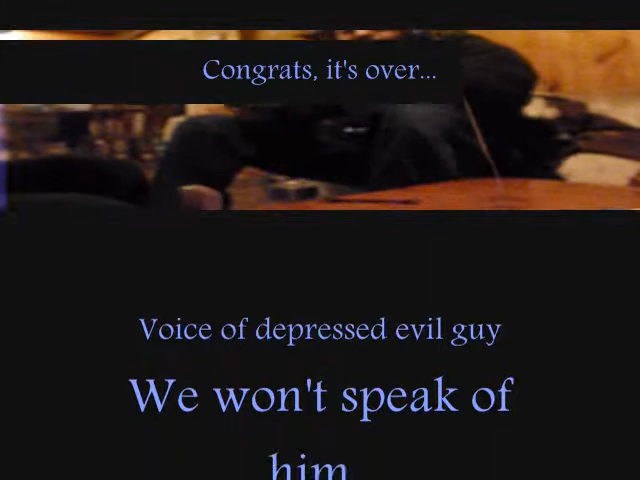 Congrats, it's over...
Voice of depressed evil guy
We won't speak of
him